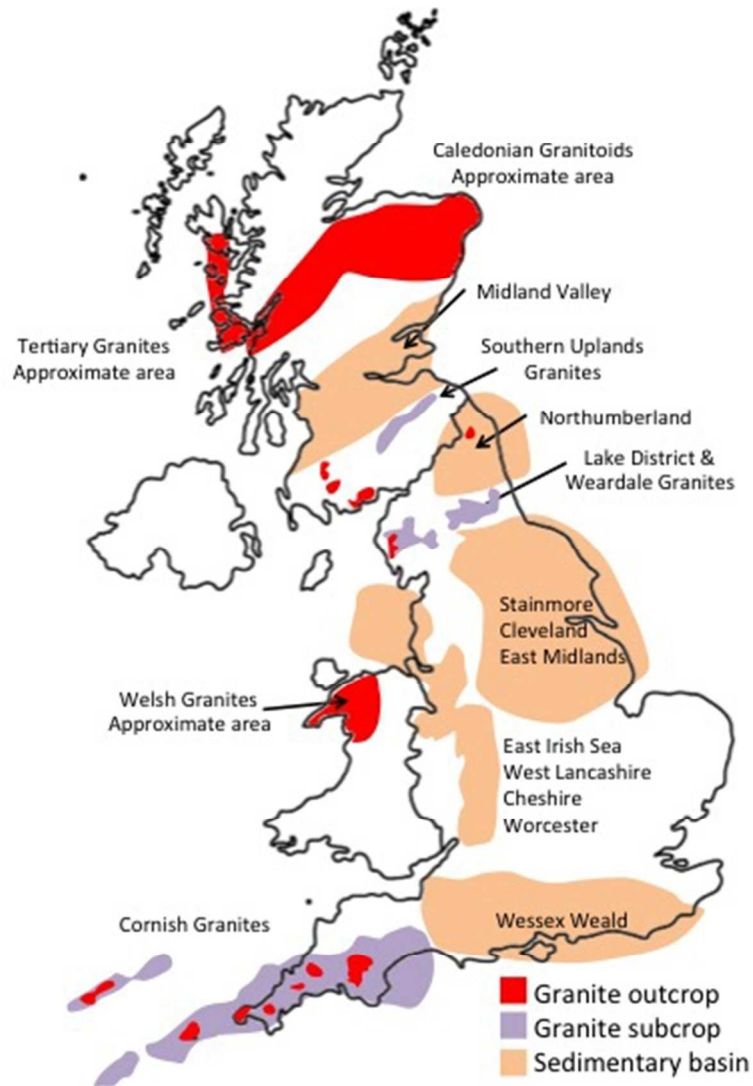 Caledonian Granitoids
Approximate area
Midland Valley
Tertiary Granites
Approximate area
Southern Uplands
Granites
Northumberland
Lake District &
Weardale Granites
Stainmore
Cleveland
East Midlands
Welsh Granites
Approximate area
East Irish Sea
West Lancashire
Cheshire
Worcester
Cornish Granites
Wessex Weald
Granite outcrop
Granite subcrop
Sedimentary basin